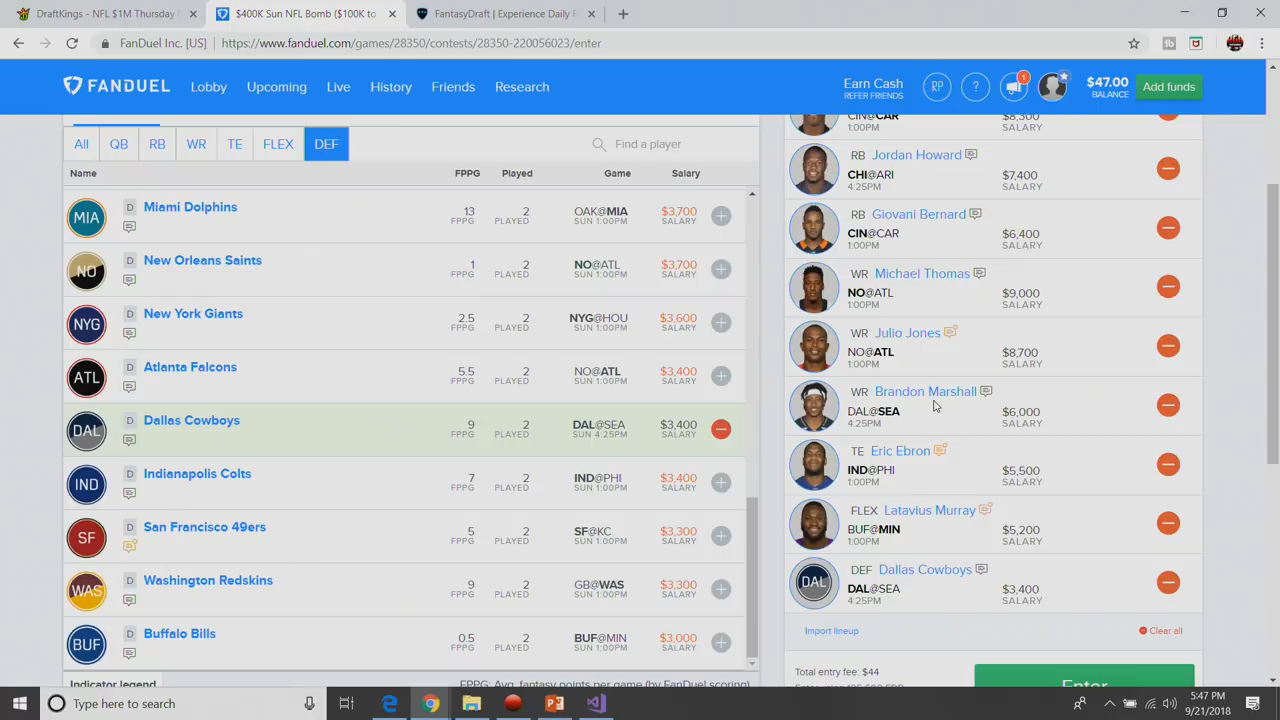 DraftKings - NFL $1M Thursday
$400K Sun NFL Bomb ($100K to
FantasyDraft | Experience Daily
FanDuel Inc. [US] | https://www.fanduel.com/games/28350/contests/28350-220056023/enter
FANDUEL Lobby Upcoming Live History Friends Research Earn Cash REFER FRIENDS RP ? 1 $47.00 BALANCE Add funds
All QB RB WR TE FLEX DEF Find a player
Name FPPG Played Game Salary
D Miami Dolphins 13 FPPG 2 PLAYED OAK@MIA SUN 1:00PM $3,700 SALARY
D New Orleans Saints 1 FPPG 2 PLAYED NO@ATL SUN 1:00PM $3,700 SALARY
D New York Giants 2.5 FPPG 2 PLAYED NYG@HOU SUN 1:00PM $3,600 SALARY
D Atlanta Falcons 5.5 FPPG 2 PLAYED NO@ATL SUN 1:00PM $3,400 SALARY
D Dallas Cowboys 9 FPPG 2 PLAYED DAL@SEA SUN 4:25PM $3,400 SALARY
D Indianapolis Colts 7 FPPG 2 PLAYED IND@PHI SUN 1:00PM $3,400 SALARY
D San Francisco 49ers 5 FPPG 2 PLAYED SF@KC SUN 1:00PM $3,300 SALARY
D Washington Redskins 9 FPPG 2 PLAYED GB@WAS SUN 1:00PM $3,300 SALARY
D Buffalo Bills 0.5 FPPG 2 PLAYED BUF@MIN SUN 1:00PM $3,000 SALARY
Indicator legend FPPG: Avg. fantasy points per game (by FanDuel scoring)
CIN@CAR 1:00PM $8,300 SALARY
RB Jordan Howard CHI@ARI 4:25PM $7,400 SALARY
RB Giovani Bernard CIN@CAR 1:00PM $6,400 SALARY
WR Michael Thomas NO@ATL 1:00PM $9,000 SALARY
WR Julio Jones NO@ATL 1:00PM $8,700 SALARY
WR Brandon Marshall DAL@SEA 4:25PM $6,000 SALARY
TE Eric Ebron IND@PHI 1:00PM $5,500 SALARY
FLEX Latavius Murray BUF@MIN 1:00PM $5,200 SALARY
DEF Dallas Cowboys DAL@SEA 4:25PM $3,400 SALARY
Import lineup Clear all
Total entry fee: $44
Enter
Type here to search
5:47 PM
9/21/2018